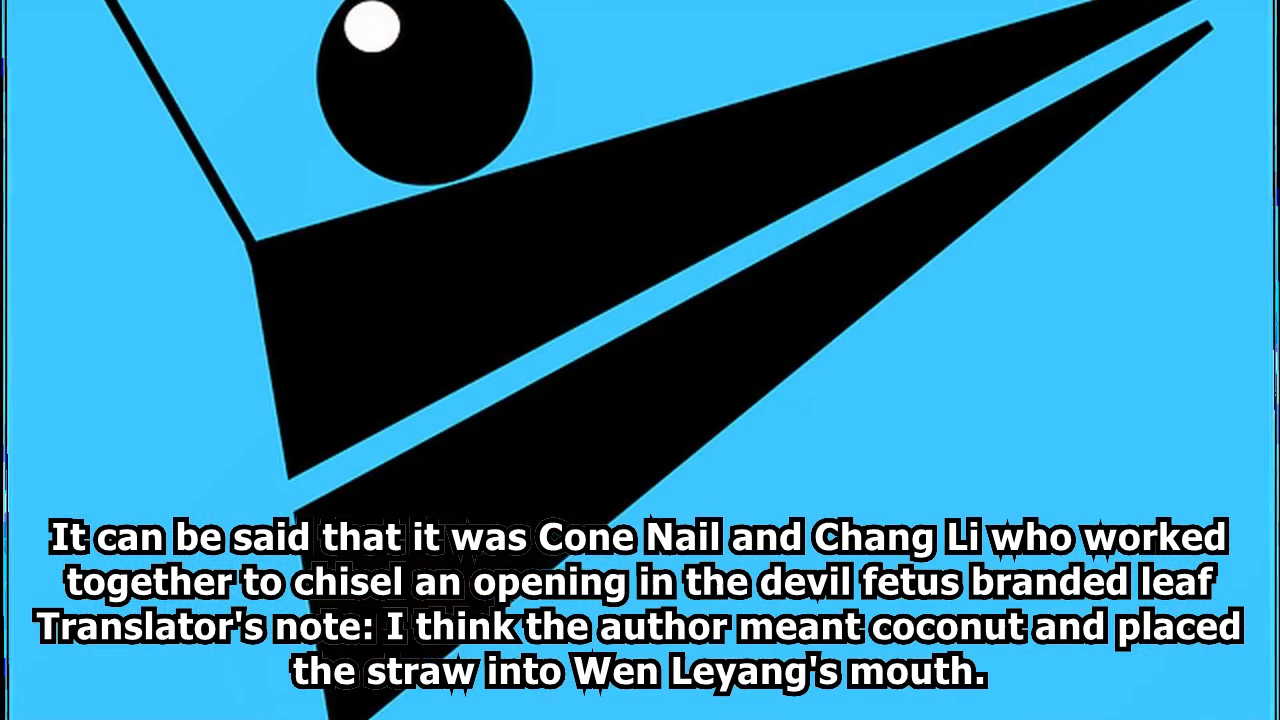 It can be said that it was Cone Nail and Chang Li who worked
together to chisel an opening in the devil fetus branded leaf
Translator's note: I think the author meant coconut and placed
the straw into Wen Leyang's mouth.